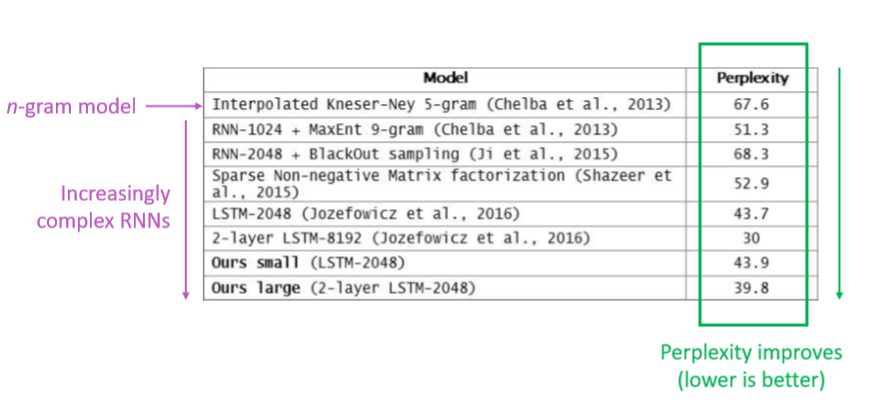 Model Perplexity
n-gram model Interpolated Kneser-Ney 5-gram (Chelba et al., 2013) 67.6
RNN-1024 + MaxEnt 9-gram (Chelba et al., 2013) 51.3
RNN-2048 + BlackOut sampling (Ji et al., 2015) 68.3
Sparse Non-negative Matrix factorization (Shazeer et
al., 2015) 52.9
LSTM-2048 (Jozefowicz et al., 2016) 43.7
2-layer LSTM-8192 (Jozefowicz et al., 2016) 30
Ours small (LSTM-2048) 43.9
Ours large (2-layer LSTM-2048) 39.8
Increasingly
complex RNNs
Perplexity improves
(lower is better)